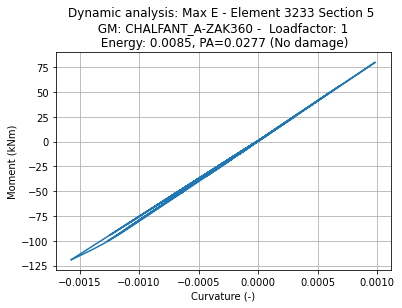 Dynamic analysis: Max E - Element 3233 Section 5
GM: CHALFANT_A-ZAK360 -  Loadfactor: 1
Energy: 0.0085, PA=0.0277 (No damage)
75
50
25
0
−25
−50
−75
−100
−125
Moment (kNm)
−0.0015 −0.0010 −0.0005 0.0000 0.0005 0.0010
Curvature (-)